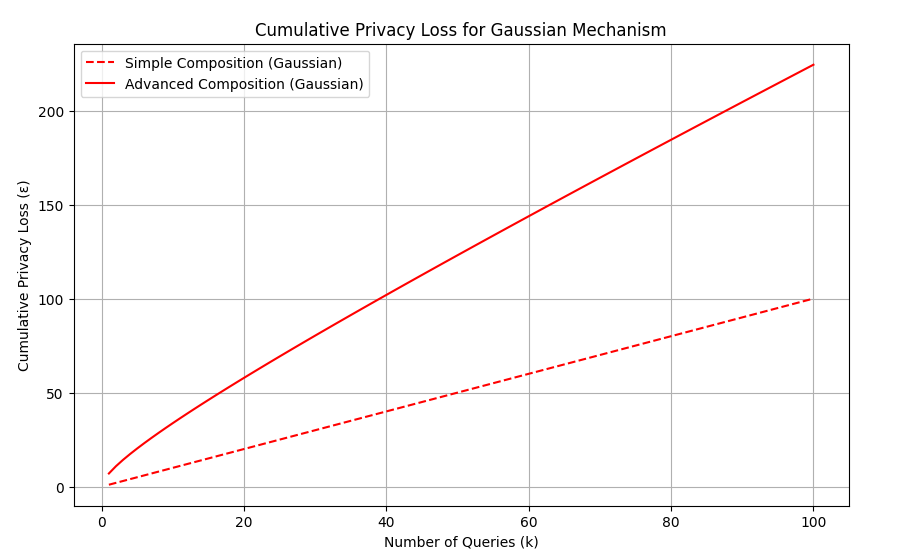 Cumulative Privacy Loss for Gaussian Mechanism
Simple Composition (Gaussian)
Advanced Composition (Gaussian)
Cumulative Privacy Loss (ε)
200
150
100
50
0
0 20 40 60 80 100
Number of Queries (k)